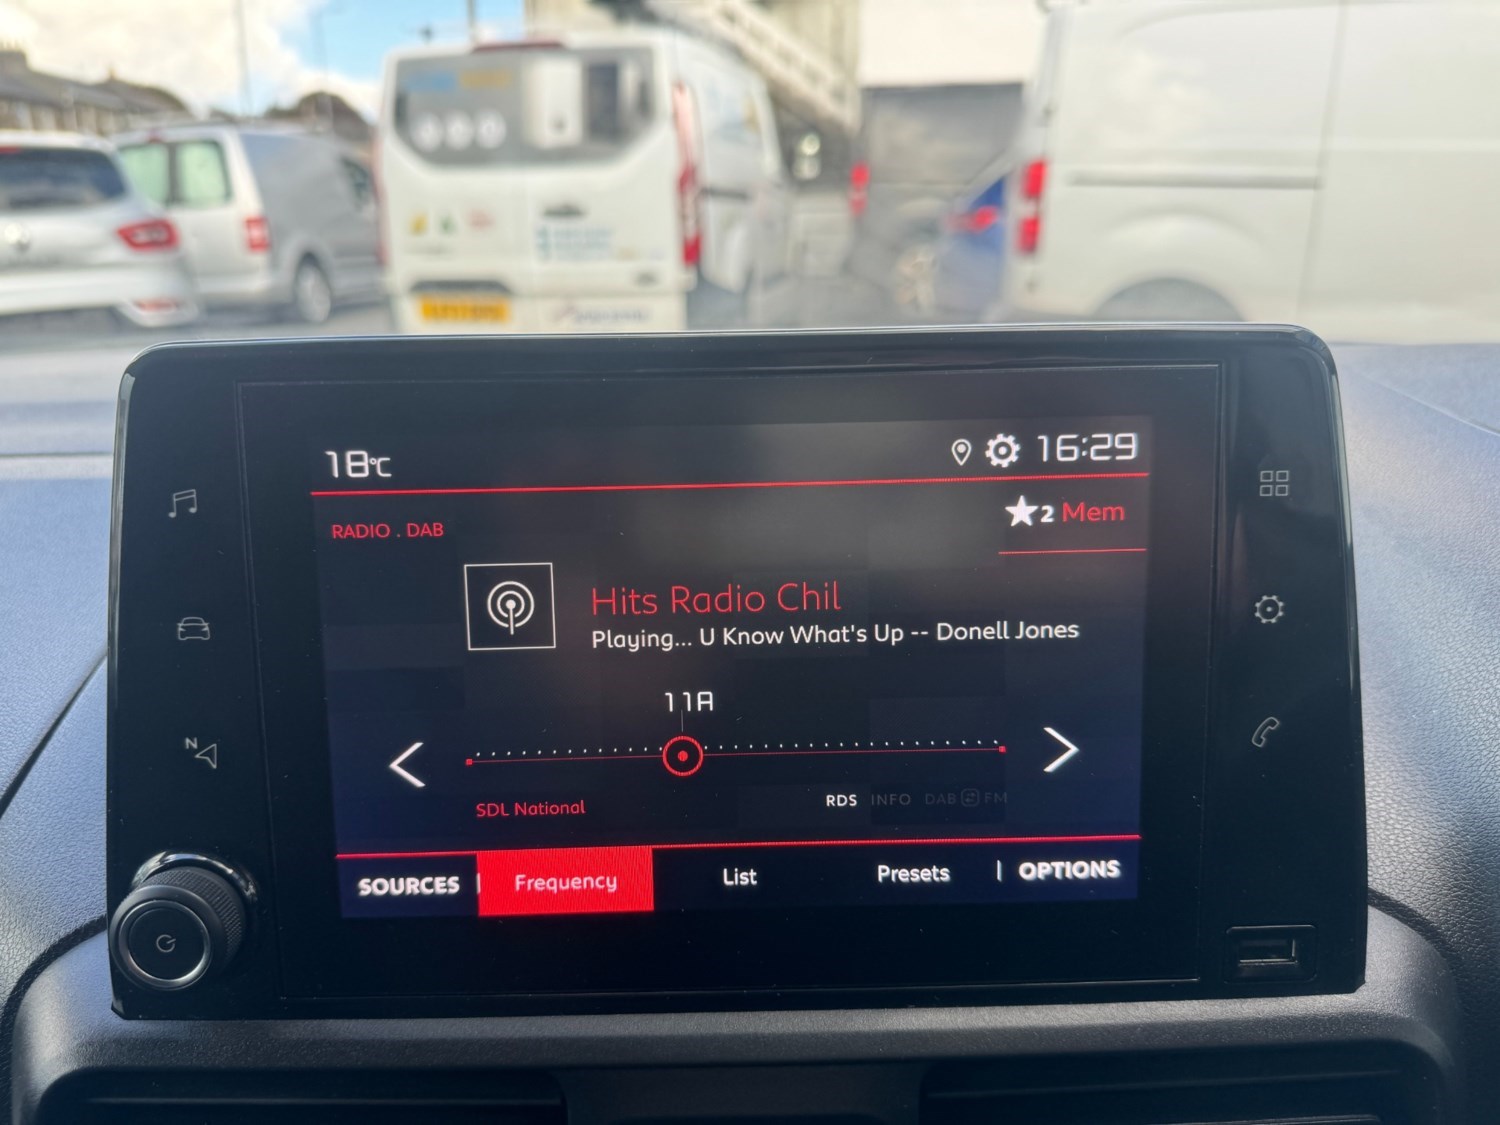 18°C 16:29
RADIO . DAB
2 Mem
Hits Radio Chil
Playing... U Know What's Up -- Donell Jones
11A
SDL National
RDS INFO DAB FM
SOURCES Frequency List Presets OPTIONS
N